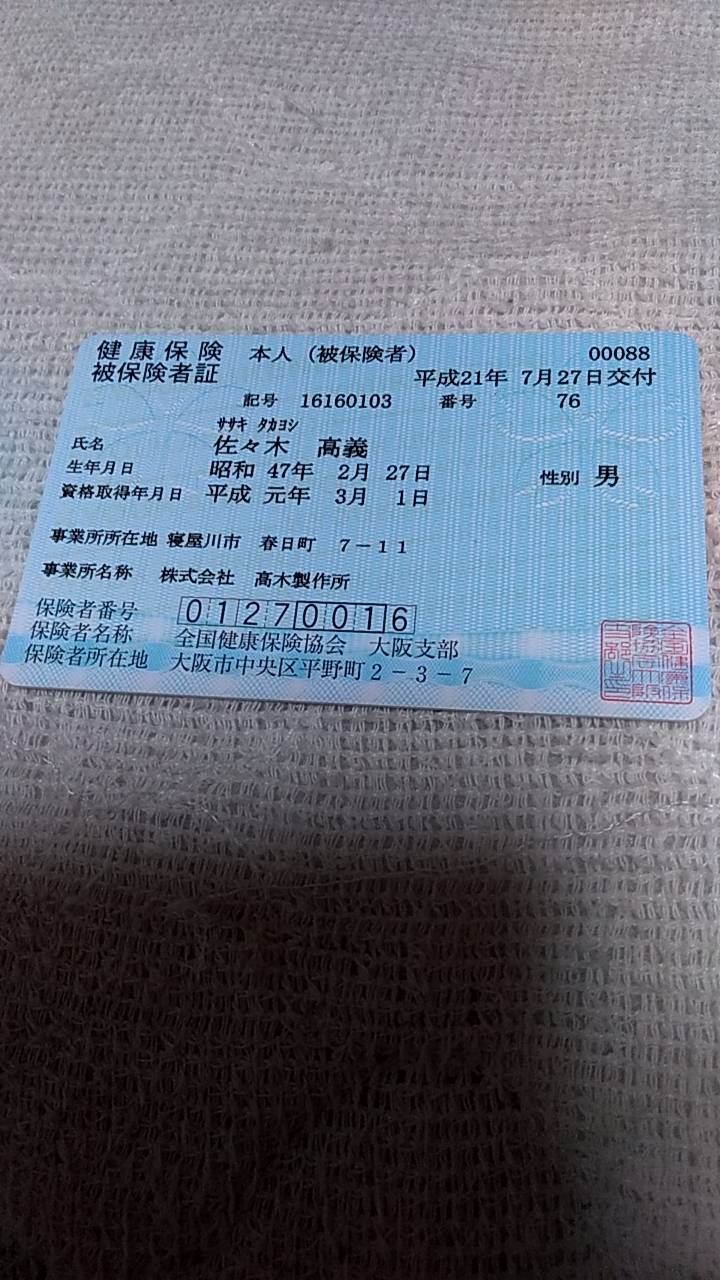 健康保険 本人（被保険者） 00088
被保険者証 平成21年 7月27日交付
記号 16160103 番号 76
ササキ タカヨシ
氏名 佐々木 高義
生年月日 昭和 47年 2月 27日 性別 男
資格取得年月日 平成 元年 3月 1日
事業所所在地 寝屋川市 春日町 7－11
事業所名称 株式会社 高木製作所
保険者番号 01270016
保険者名称 全国健康保険協会 大阪支部
保険者所在地 大阪市中央区平野町2－3－7